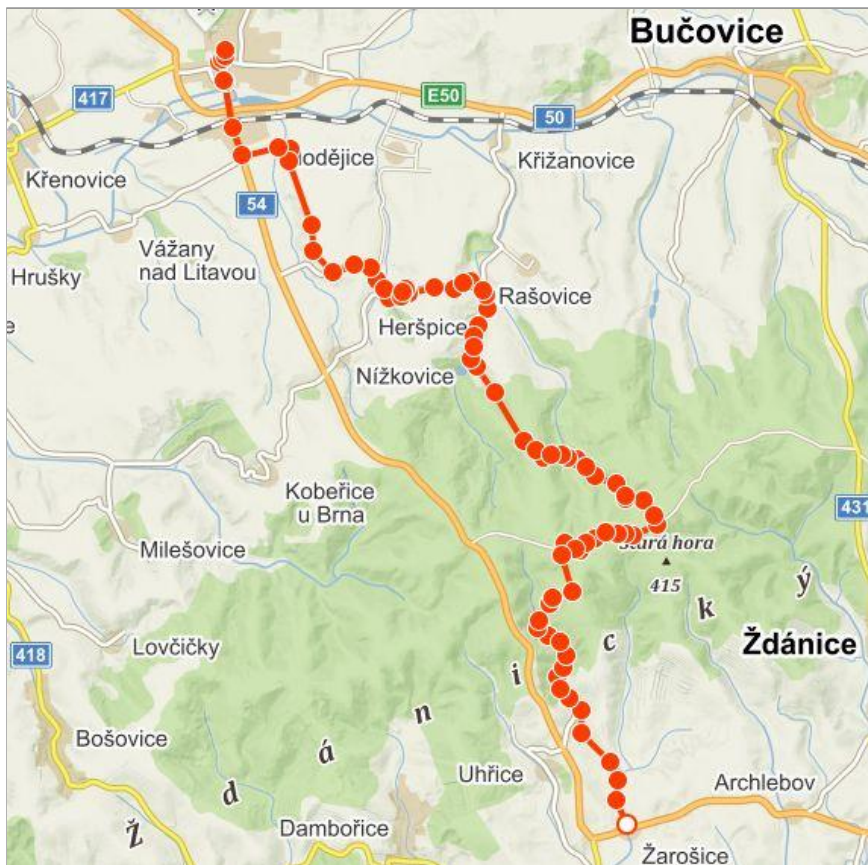 Bučovice
417
E50
50
Křenovice
Křižanovice
54
Vážany
nad Litavou
Hrušky
Rašovice
Heršpice
Nížkovice
Kobeřice
u Brna
431
Milešovice
Stará hora
415
Lovčičky
418
Ždánice
Bošovice
Uhřice
Archlebov
Dambořice
Žarošice
Ž d á n i c k ý